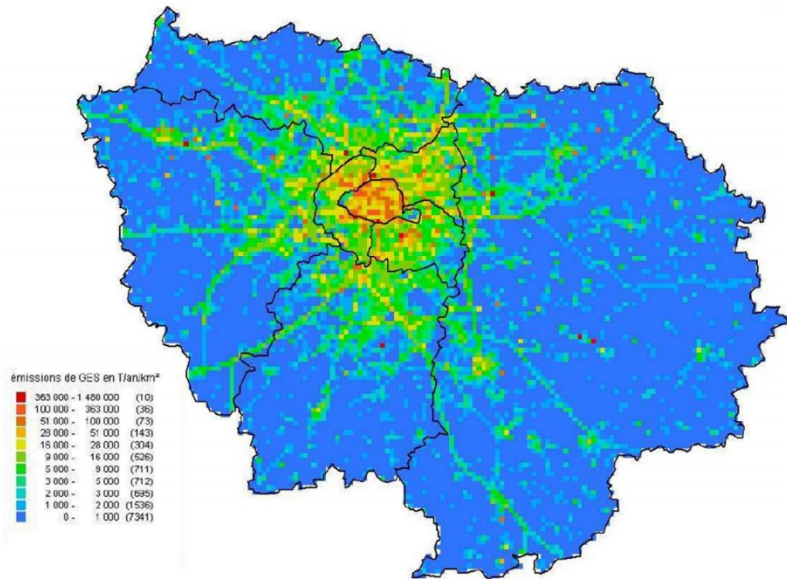 émissions de GES en T/an/km²
363 000 - 1 480 000 (10)
100 000 - 363 000 (36)
51 000 - 100 000 (73)
28 000 - 51 000 (143)
16 000 - 28 000 (304)
9 000 - 16 000 (526)
5 000 - 9 000 (711)
3 000 - 5 000 (712)
2 000 - 3 000 (695)
1 000 - 2 000 (1536)
0 - 1 000 (7341)